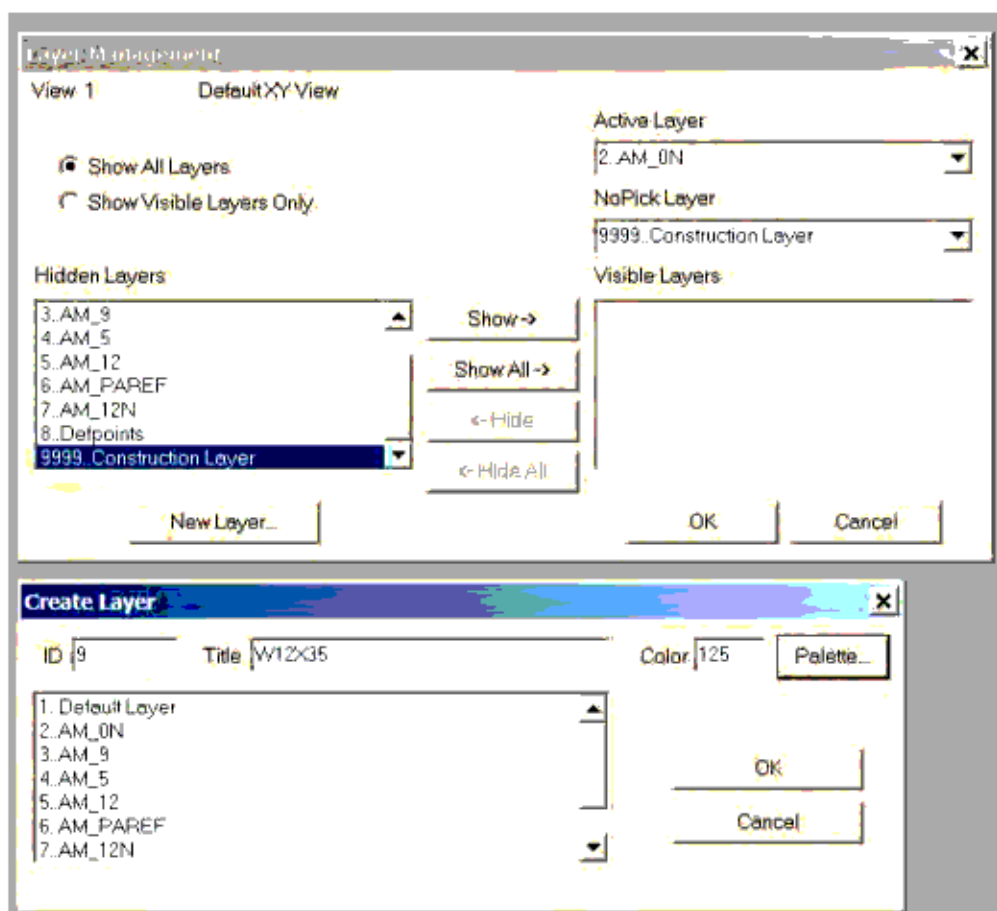 Layer Management
View 1 Default XY View
Show All Layers
Show Visible Layers Only
Active Layer
2..AM_0N
NoPick Layer
9999..Construction Layer
Hidden Layers
3..AM_9
4..AM_5
5..AM_12
6..AM_PAREF
7..AM_12N
8..Defpoints
9999..Construction Layer
Show->
Show All ->
<- Hide
<- Hide All
Visible Layers
New Layer...
OK
Cancel
Create Layer
ID 9 Title W12X35 Color 125 Palette...
1..Default Layer
2..AM_0N
3..AM_9
4..AM_5
5..AM_12
6..AM_PAREF
7..AM_12N
OK
Cancel